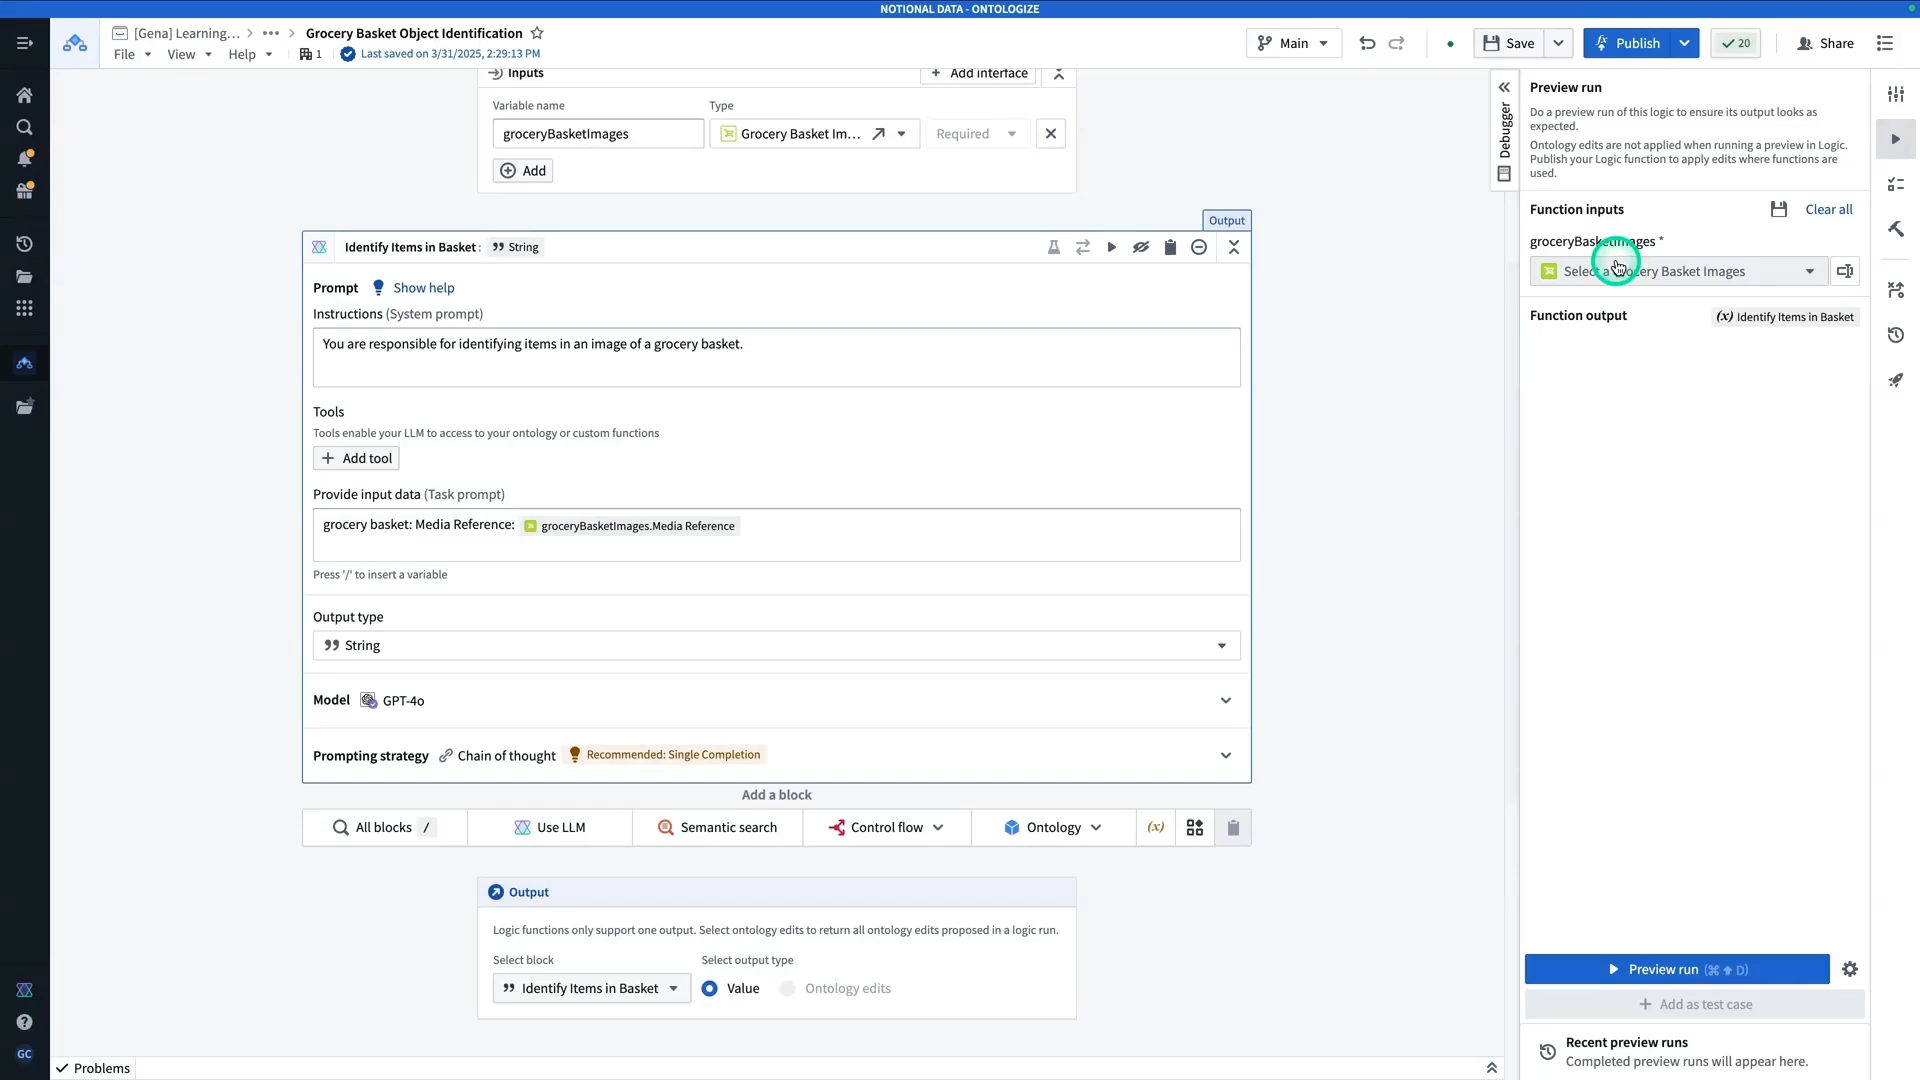 NOTIONAL DATA - ONTOLOGIZE
[Gena] Learning... > ••• > Grocery Basket Object Identification
File View Help 1 Last saved on 3/31/2025, 2:29:13 PM
Main
Save
Publish
20
Share
Inputs
Add interface
Variable name Type
groceryBasketImages Grocery Basket Im... Required
Add
Output
Identify Items in Basket: String
Prompt Show help
Instructions (System prompt)
You are responsible for identifying items in an image of a grocery basket.
Tools
Tools enable your LLM to access to your ontology or custom functions
Add tool
Provide input data (Task prompt)
grocery basket: Media Reference: groceryBasketImages.Media Reference
Press '/' to insert a variable
Output type
String
Model GPT-4o
Prompting strategy Chain of thought Recommended: Single Completion
Add a block
All blocks / Use LLM Semantic search Control flow Ontology (x)
Output
Logic functions only support one output. Select ontology edits to return all ontology edits proposed in a logic run.
Select block Select output type
Identify Items in Basket Value Ontology edits
Problems
GC
Debugger
Preview run
Do a preview run of this logic to ensure its output looks as
expected.
Ontology edits are not applied when running a preview in Logic.
Publish your Logic function to apply edits where functions are
used.
Function inputs Clear all
groceryBasketImages *
Select a Grocery Basket Images
Function output (x) Identify Items in Basket
Preview run (⌘ ⇧ D)
Add as test case
Recent preview runs
Completed preview runs will appear here.